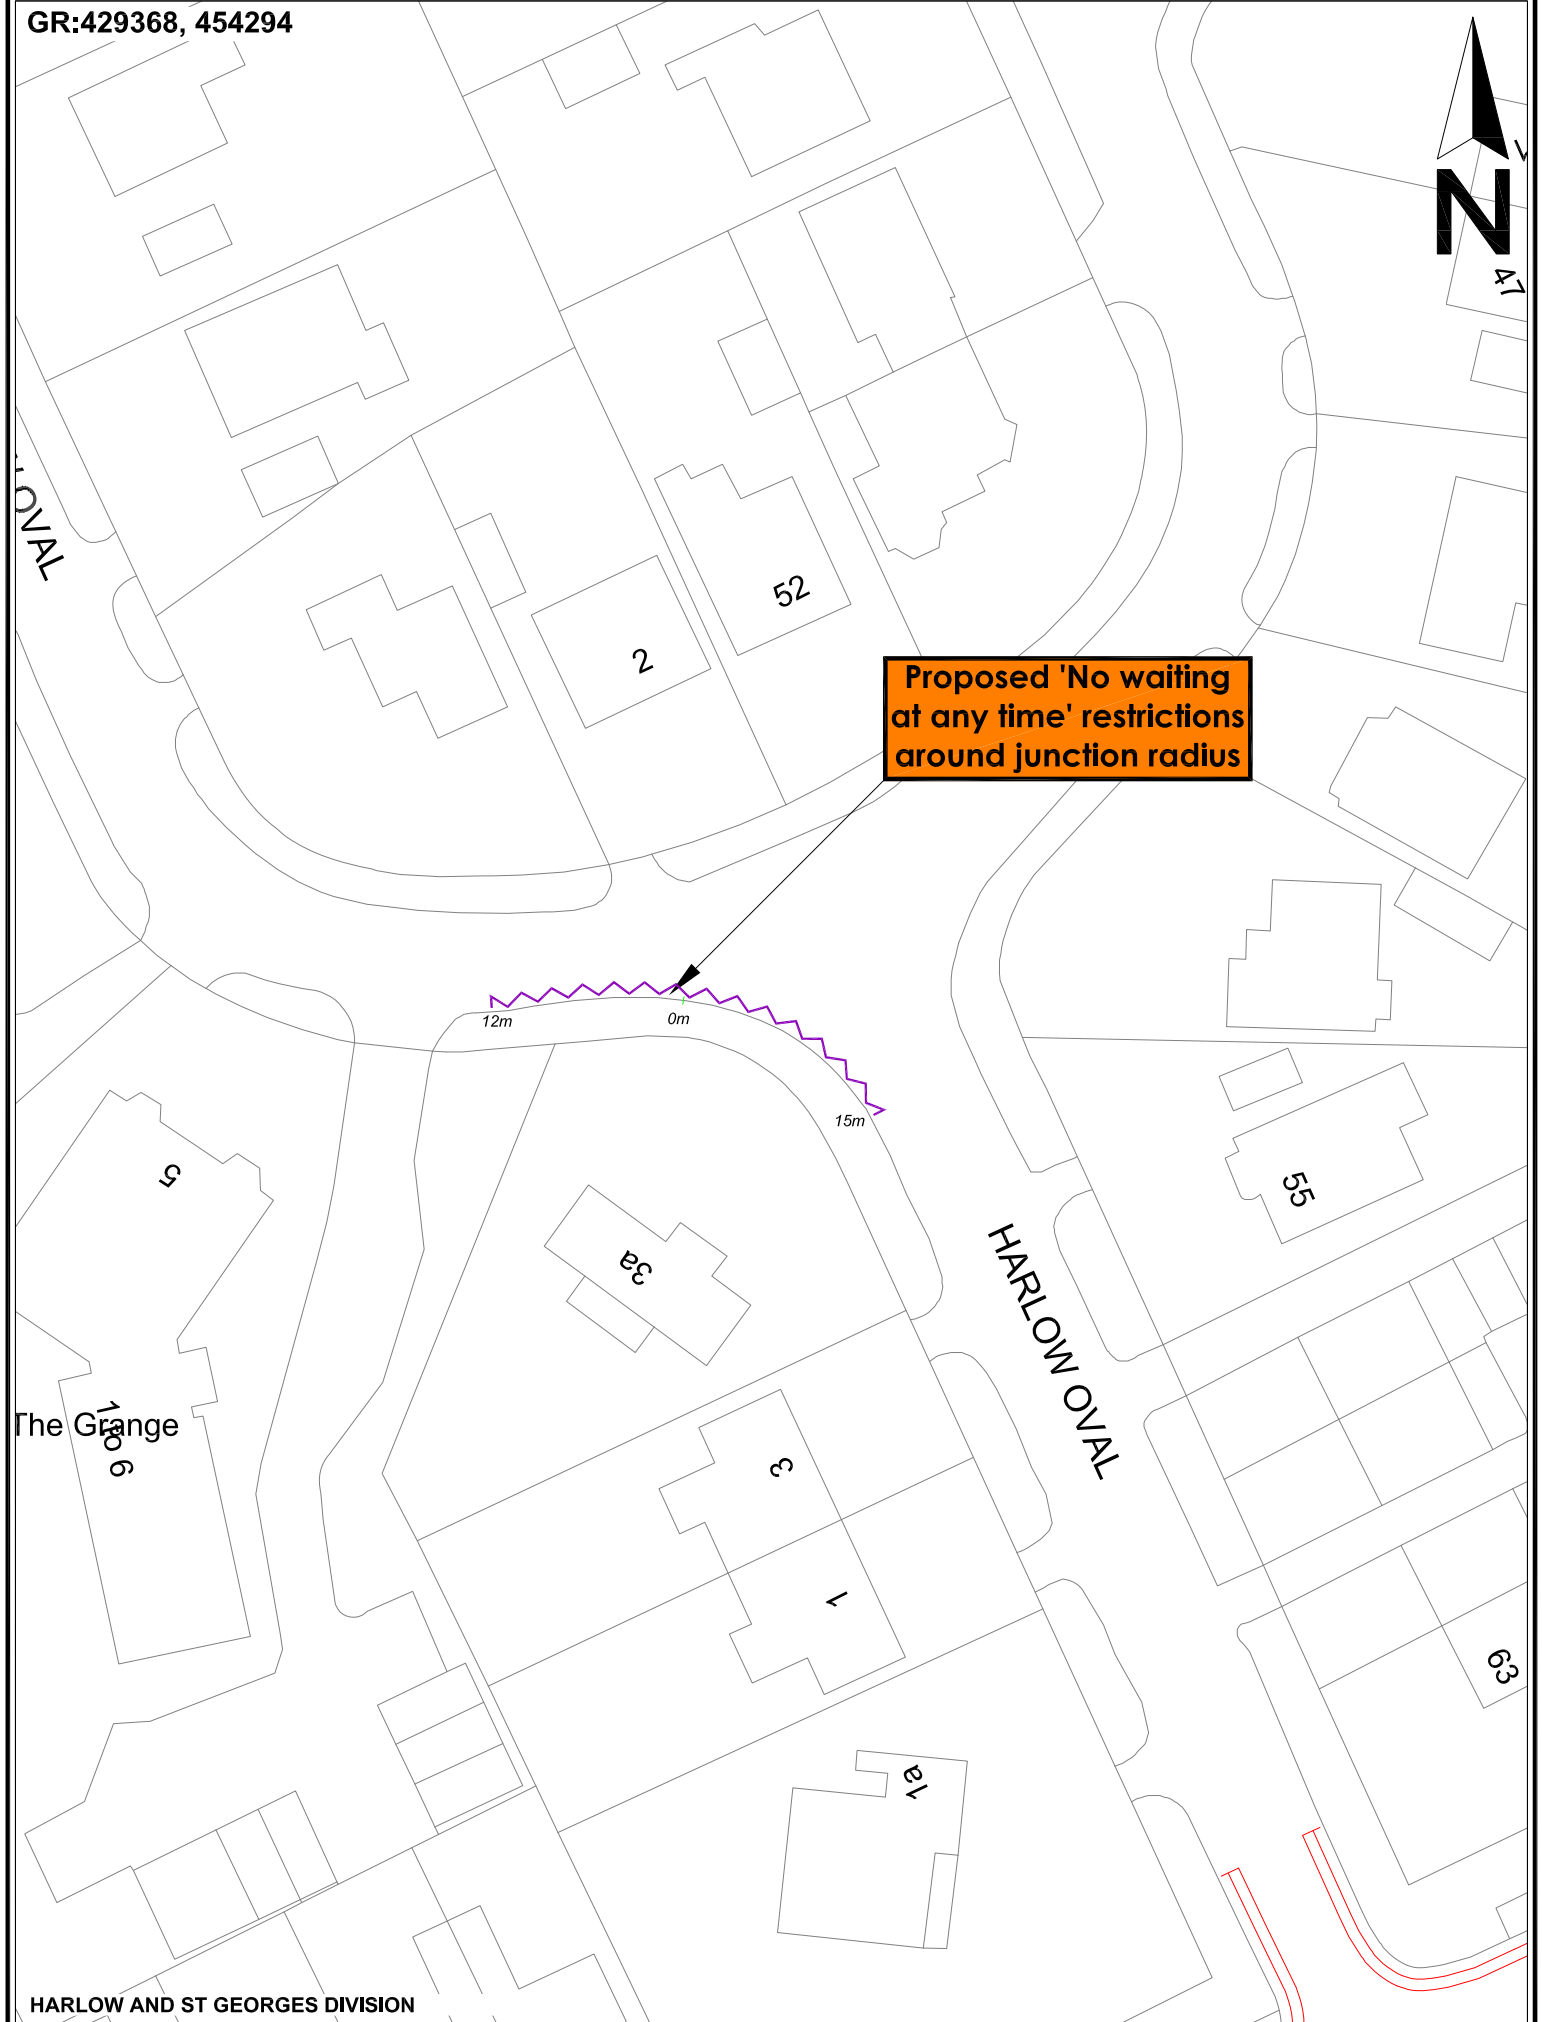 GR:429368, 454294
N
47
OVAL
52
2
Proposed 'No waiting
at any time' restrictions
around junction radius
12m
0m
15m
5
55
3a
HARLOW OVAL
The Grange
1 to 6
3
1
63
1a
HARLOW AND ST GEORGES DIVISION